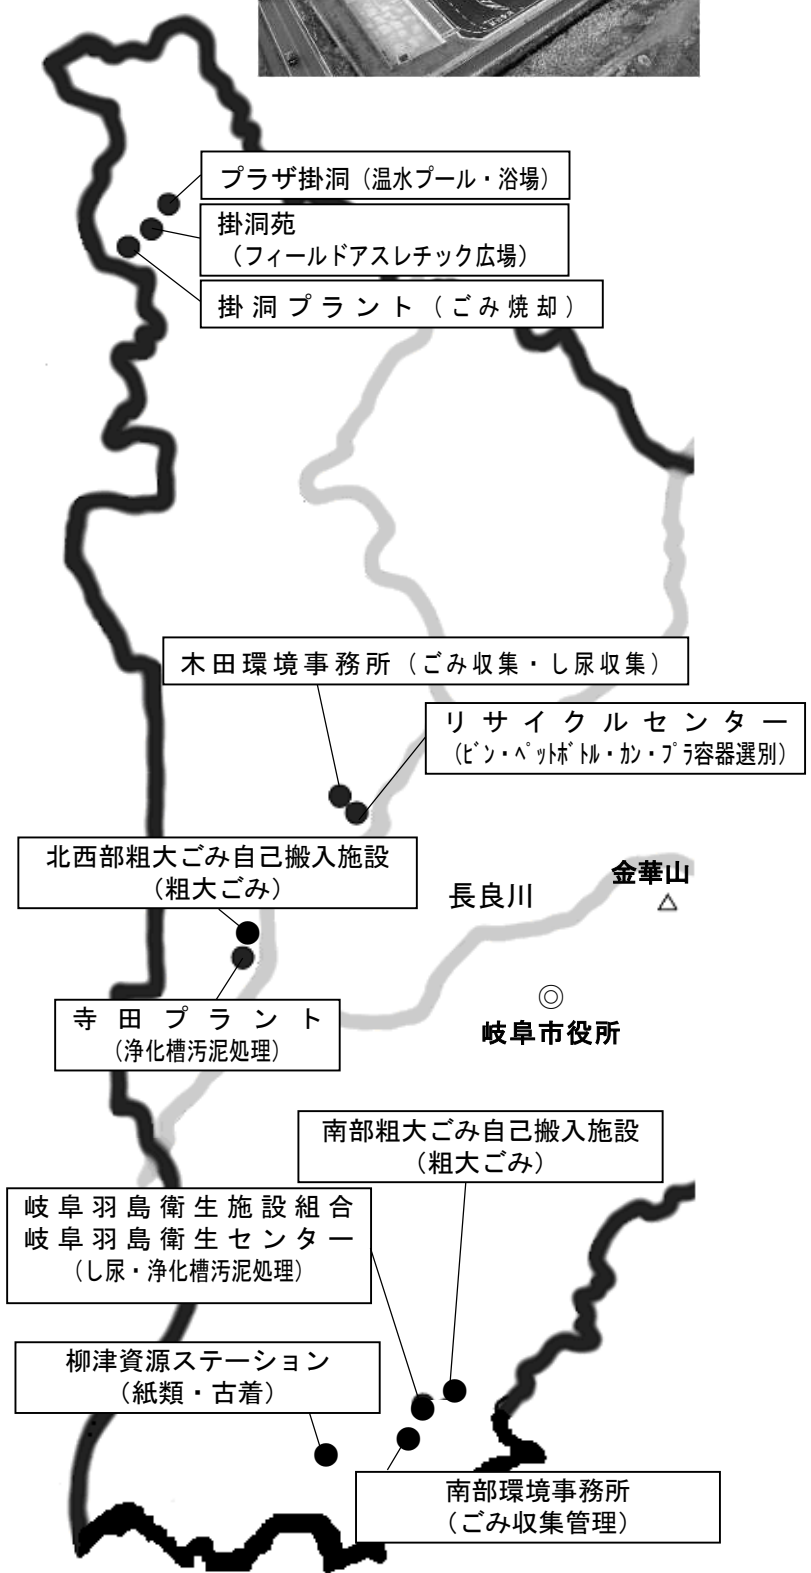 プラザ掛洞（温水プール・浴場）
掛洞苑
（フィールドアスレチック広場）
掛洞プラント（ごみ焼却）
木田環境事務所（ごみ収集・し尿収集）
リサイクルセンター
（ﾋﾞﾝ・ﾍﾟｯﾄﾎﾞﾄﾙ・ｶﾝ・ﾌﾟﾗ容器選別）
北西部粗大ごみ自己搬入施設
（粗大ごみ）
金華山
長良川
寺田プラント
（浄化槽汚泥処理）
岐阜市役所
南部粗大ごみ自己搬入施設
（粗大ごみ）
岐阜羽島衛生施設組合
岐阜羽島衛生センター
（し尿・浄化槽汚泥処理）
柳津資源ステーション
（紙類・古着）
南部環境事務所
（ごみ収集管理）